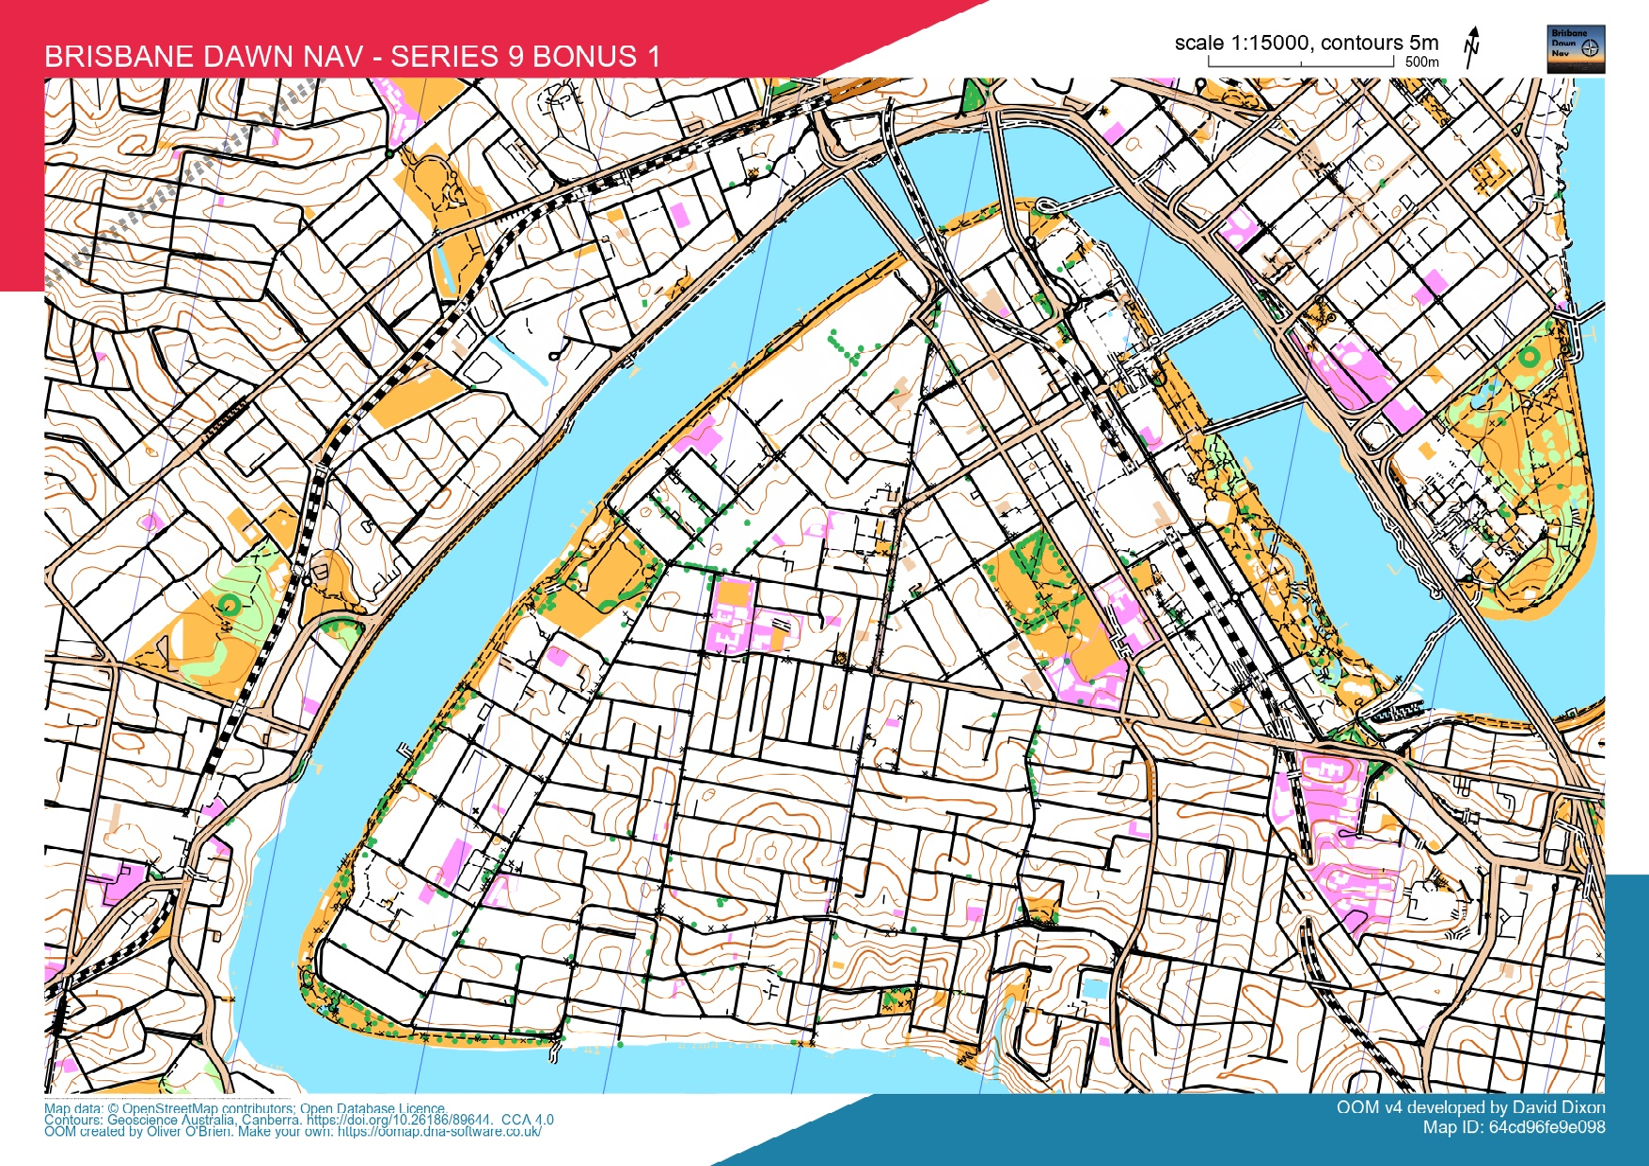 BRISBANE DAWN NAV - SERIES 9 BONUS 1
scale 1:15000, contours 5m
500m
N
Brisbane
Dawn
Nav
Map data: © OpenStreetMap contributors; Open Database Licence.
Contours: Geoscience Australia, Canberra. https://doi.org/10.26186/89644. CCA 4.0
OOM created by Oliver O'Brien. Make your own: https://oomap.dna-software.co.uk/
OOM v4 developed by David Dixon
Map ID: 64cd96fe9e098